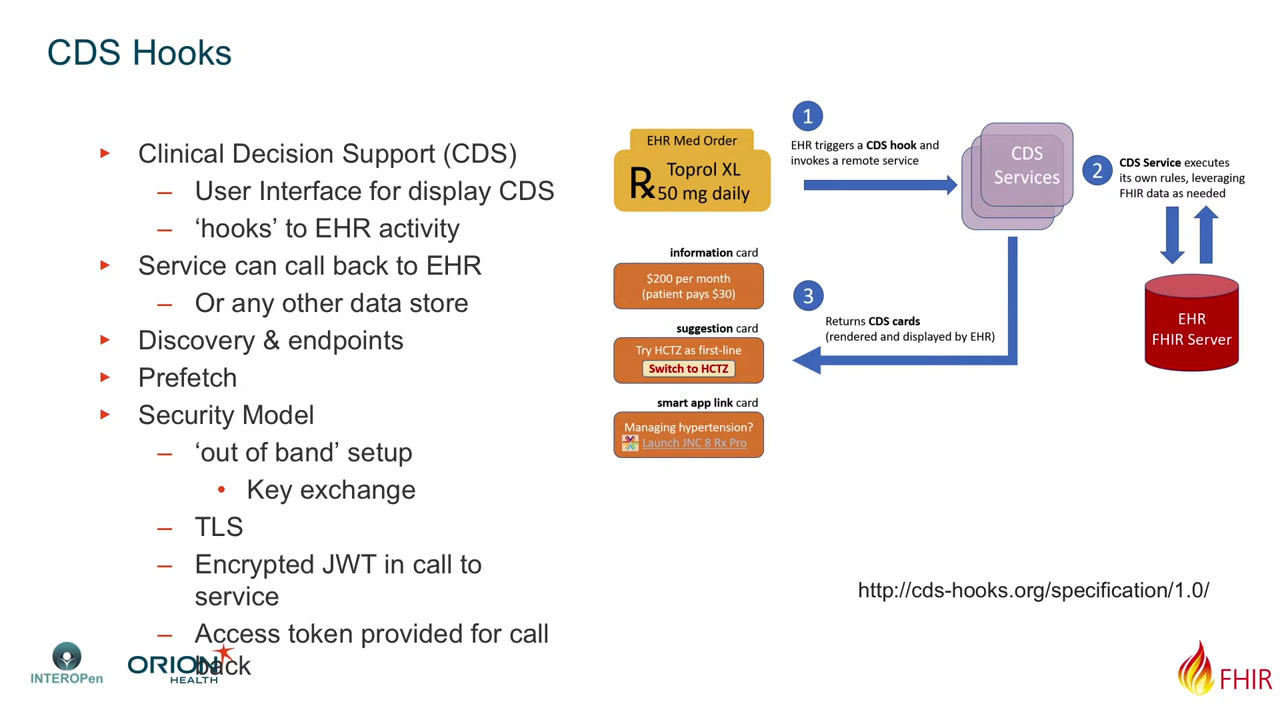 CDS Hooks
Clinical Decision Support (CDS)
– User Interface for display CDS
– ‘hooks’ to EHR activity
Service can call back to EHR
– Or any other data store
Discovery & endpoints
Prefetch
Security Model
– ‘out of band’ setup
• Key exchange
– TLS
– Encrypted JWT in call to
service
– Access token provided for call
back
EHR Med Order
Rx
Toprol XL
50 mg daily
1
EHR triggers a CDS hook and
invokes a remote service
CDS
Services
2
CDS Service executes
its own rules, leveraging
FHIR data as needed
EHR
FHIR Server
3
Returns CDS cards
(rendered and displayed by EHR)
information card
$200 per month
(patient pays $30)
suggestion card
Try HCTZ as first-line
Switch to HCTZ
smart app link card
Managing hypertension?
Launch JNC 8 Rx Pro
http://cds-hooks.org/specification/1.0/
INTEROPen
ORION
HEALTH
FHIR